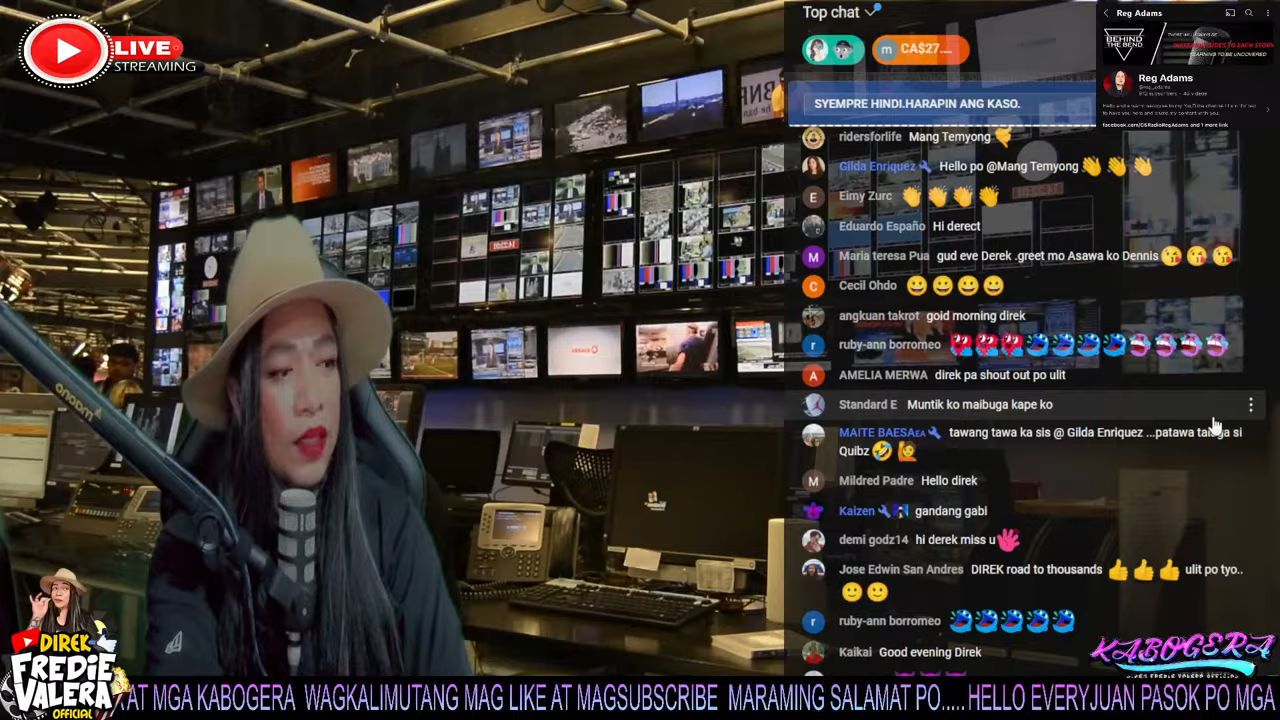 LIVE
STREAMING
Top chat
m CA$27....
SYEMPRE HINDI.HARAPIN ANG KASO.
Reg Adams
BEHIND
THE BEND
Reg Adams
ridersforlife Mang Temyong 🤙
Gilda Enriquez Hello po @Mang Temyong 👏👏👏
E Eimy Zurc 👏👏👏👏
Eduardo Españo Hi derect
M Maria teresa Pua gud eve Derek .greet mo Asawa ko Dennis 😘😘😘
C Cecil Ohdo 😀😀😀😀
angkuan takrot goid morning direk
r ruby-ann borromeo
A AMELIA MERWA direk pa shout out po ulit
Standard E Muntik ko maibuga kape ko
MAITE BAESAEA tawang tawa ka sis @ Gilda Enriquez ...patawa talaga si
Quibz 🤣🙋
M Mildred Padre Hello direk
Kaizen gandang gabi
demi godz14 hi derek miss u
Jose Edwin San Andres DIREK road to thousands 👍👍👍 ulit po tyo..
🙂🙂
r ruby-ann borromeo
Kaikai Good evening Direk
maono
DIREK
FREDIE
VALERA
OFFICIAL
KABOGERA
AT MGA KABOGERA WAGKALIMUTANG MAG LIKE AT MAGSUBSCRIBE MARAMING SALAMAT PO..... HELLO EVERYJUAN PASOK PO MGA